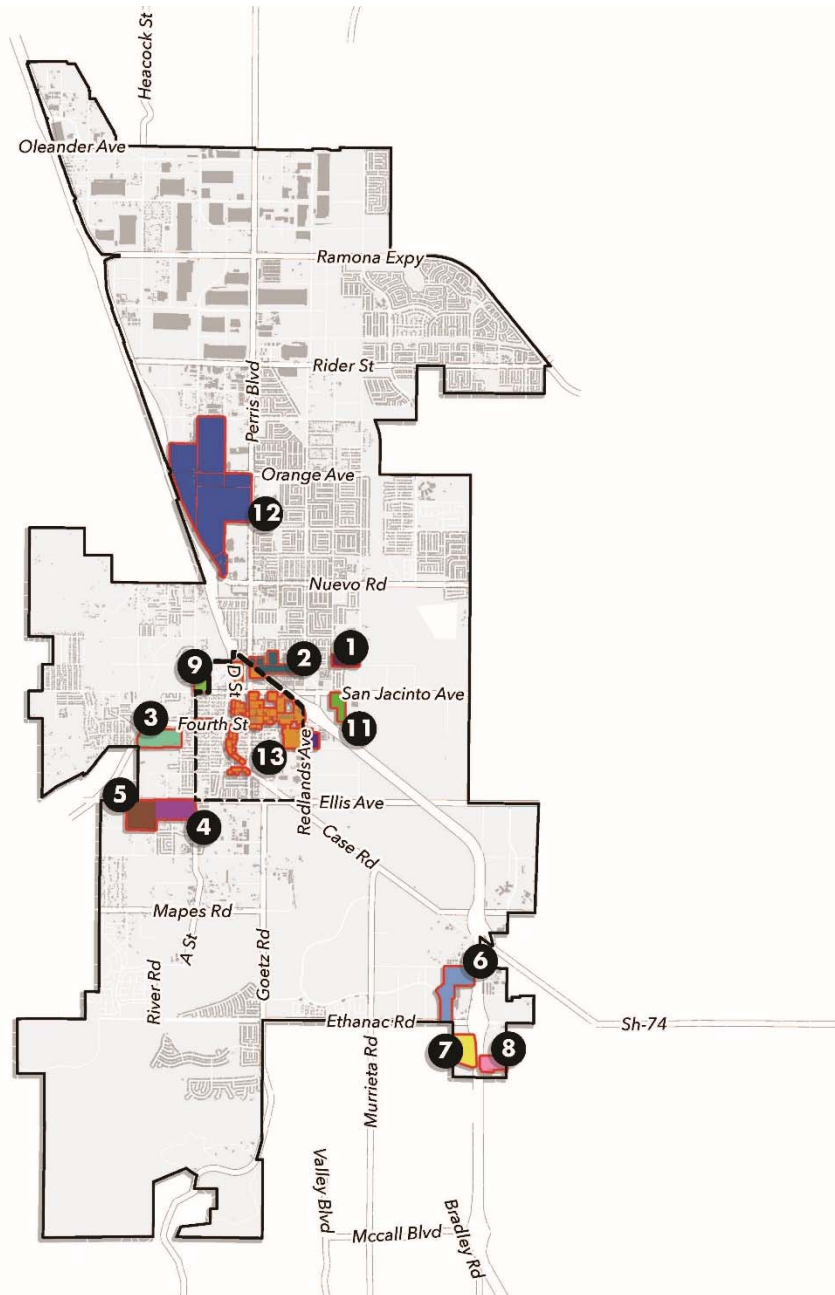 Heacock St
Oleander Ave
Ramona Expy
Rider St
Perris Blvd
Orange Ave
12
Nuevo Rd
1
2
9
D St
San Jacinto Ave
3
Fourth St
11
13
Redlands Ave
5
Ellis Ave
4
Case Rd
Mapes Rd
A St
6
River Rd
Goetz Rd
Ethanac Rd
Sh-74
7
8
Murrieta Rd
Valley Blvd
Mccall Blvd
Bradley Rd